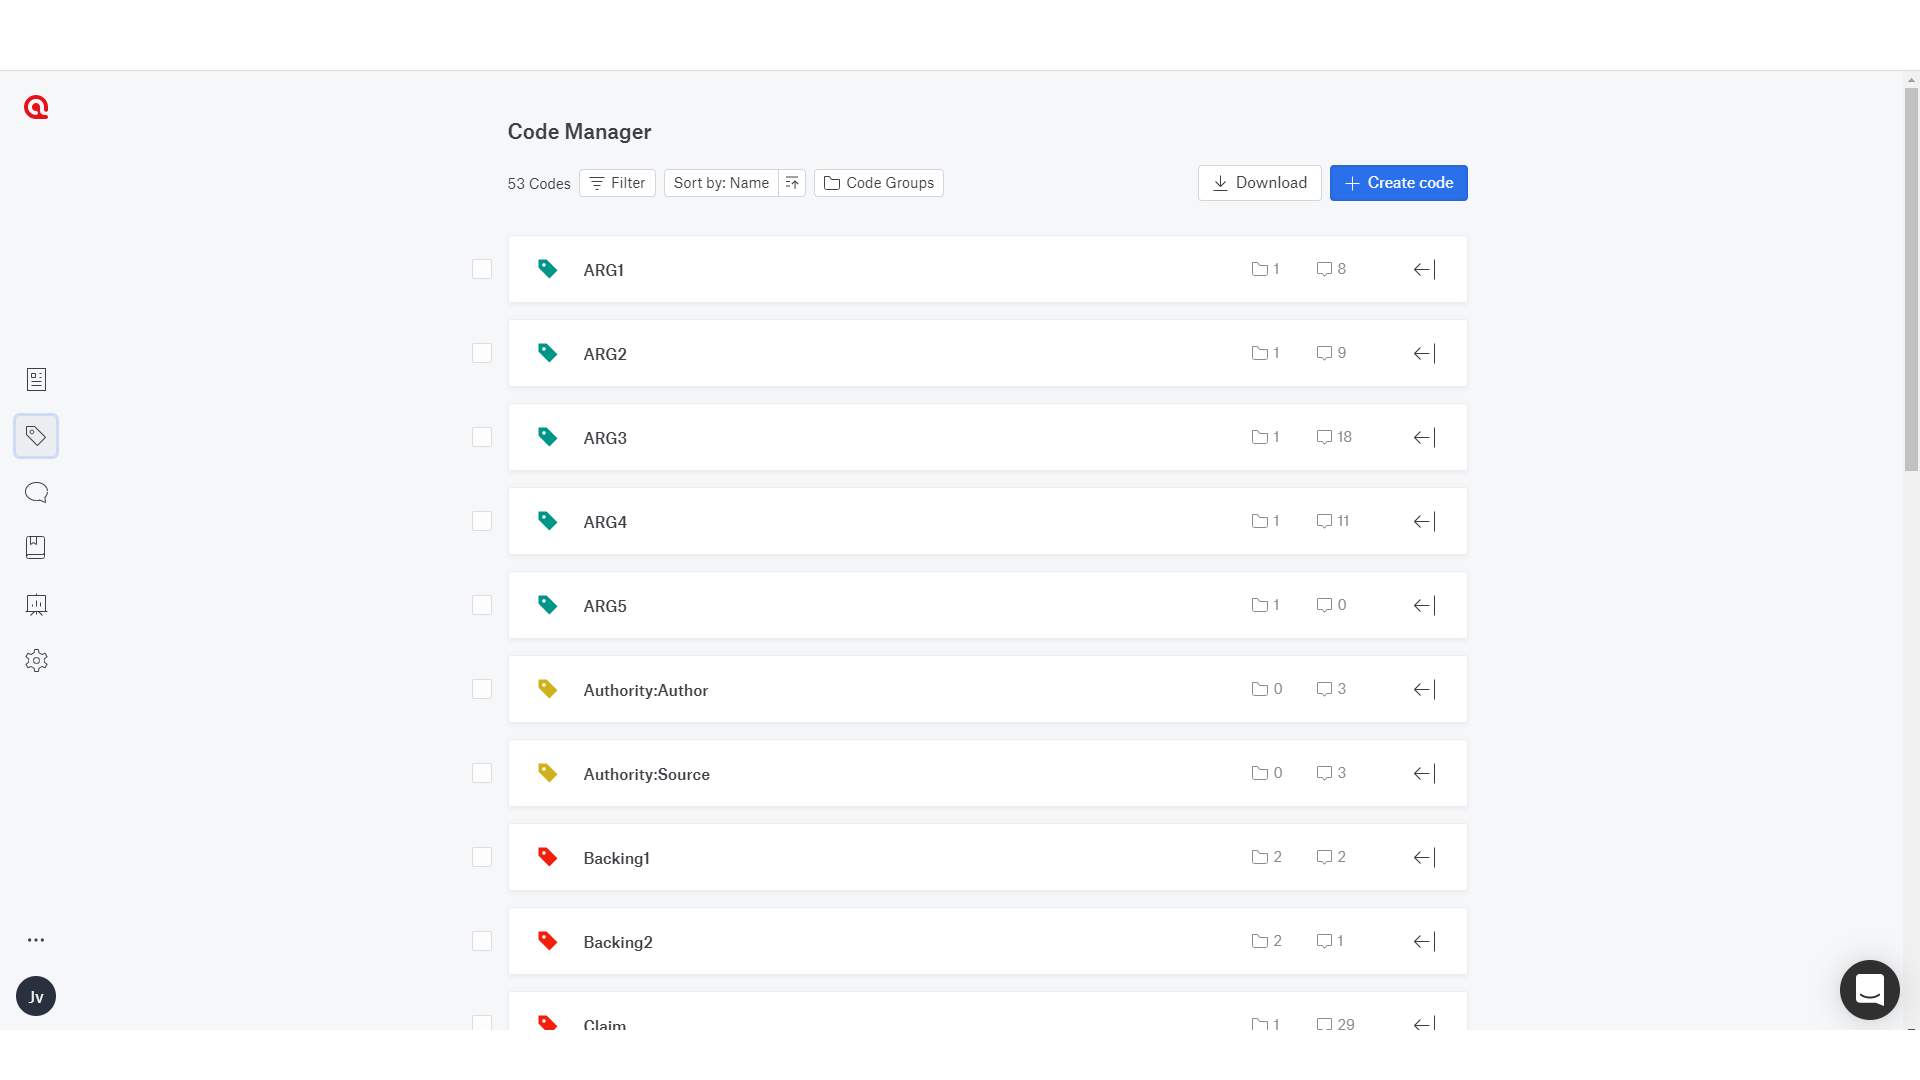 Code Manager
53 Codes Filter Sort by: Name Code Groups Download Create code
ARG1 1 8
ARG2 1 9
ARG3 1 18
ARG4 1 11
ARG5 1 0
Authority:Author 0 3
Authority:Source 0 3
Backing1 2 2
Backing2 2 1
Claim 1 29
Jv